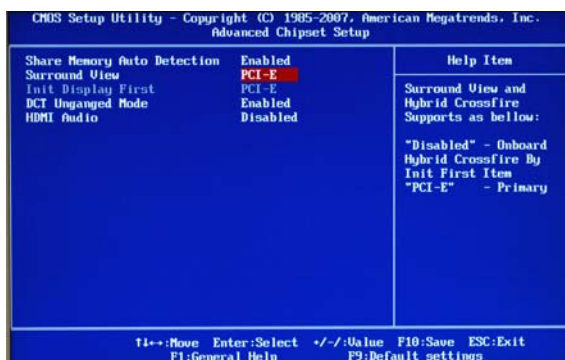 CMOS Setup Utility - Copyright (C) 1985-2007, American Megatrends, Inc.
Advanced Chipset Setup
Share Memory Auto Detection Enabled
Surround View PCI-E
Init Display First PCI-E
DCT Unganged Mode Enabled
HDMI Audio Disabled
Help Item
Surround View and
Hybrid Crossfire
Supports as bellow:
"Disabled" - Onboard
Hybrid Crossfire By
Init First Item
"PCI-E" - Primary
↑↓←→:Move Enter:Select +/-/:Value F10:Save ESC:Exit
F1:General Help F9:Default settings